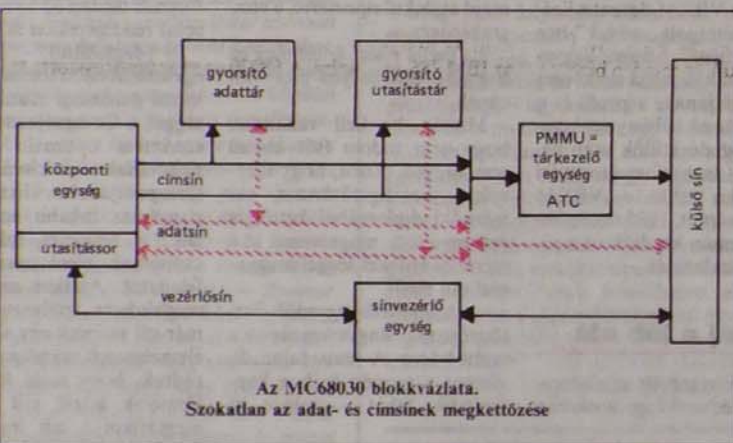 gyorsító
adattár
gyorsító
utasítástár
központi
egység
címsín
PMMU =
tárkezelő
egység
ATC
külső sín
adatsín
utasítássor
vezérlősín
sínvezérlő
egység
Az MC68030 blokkvázlata.
Szokatlan az adat- és címsínek megkettőzése